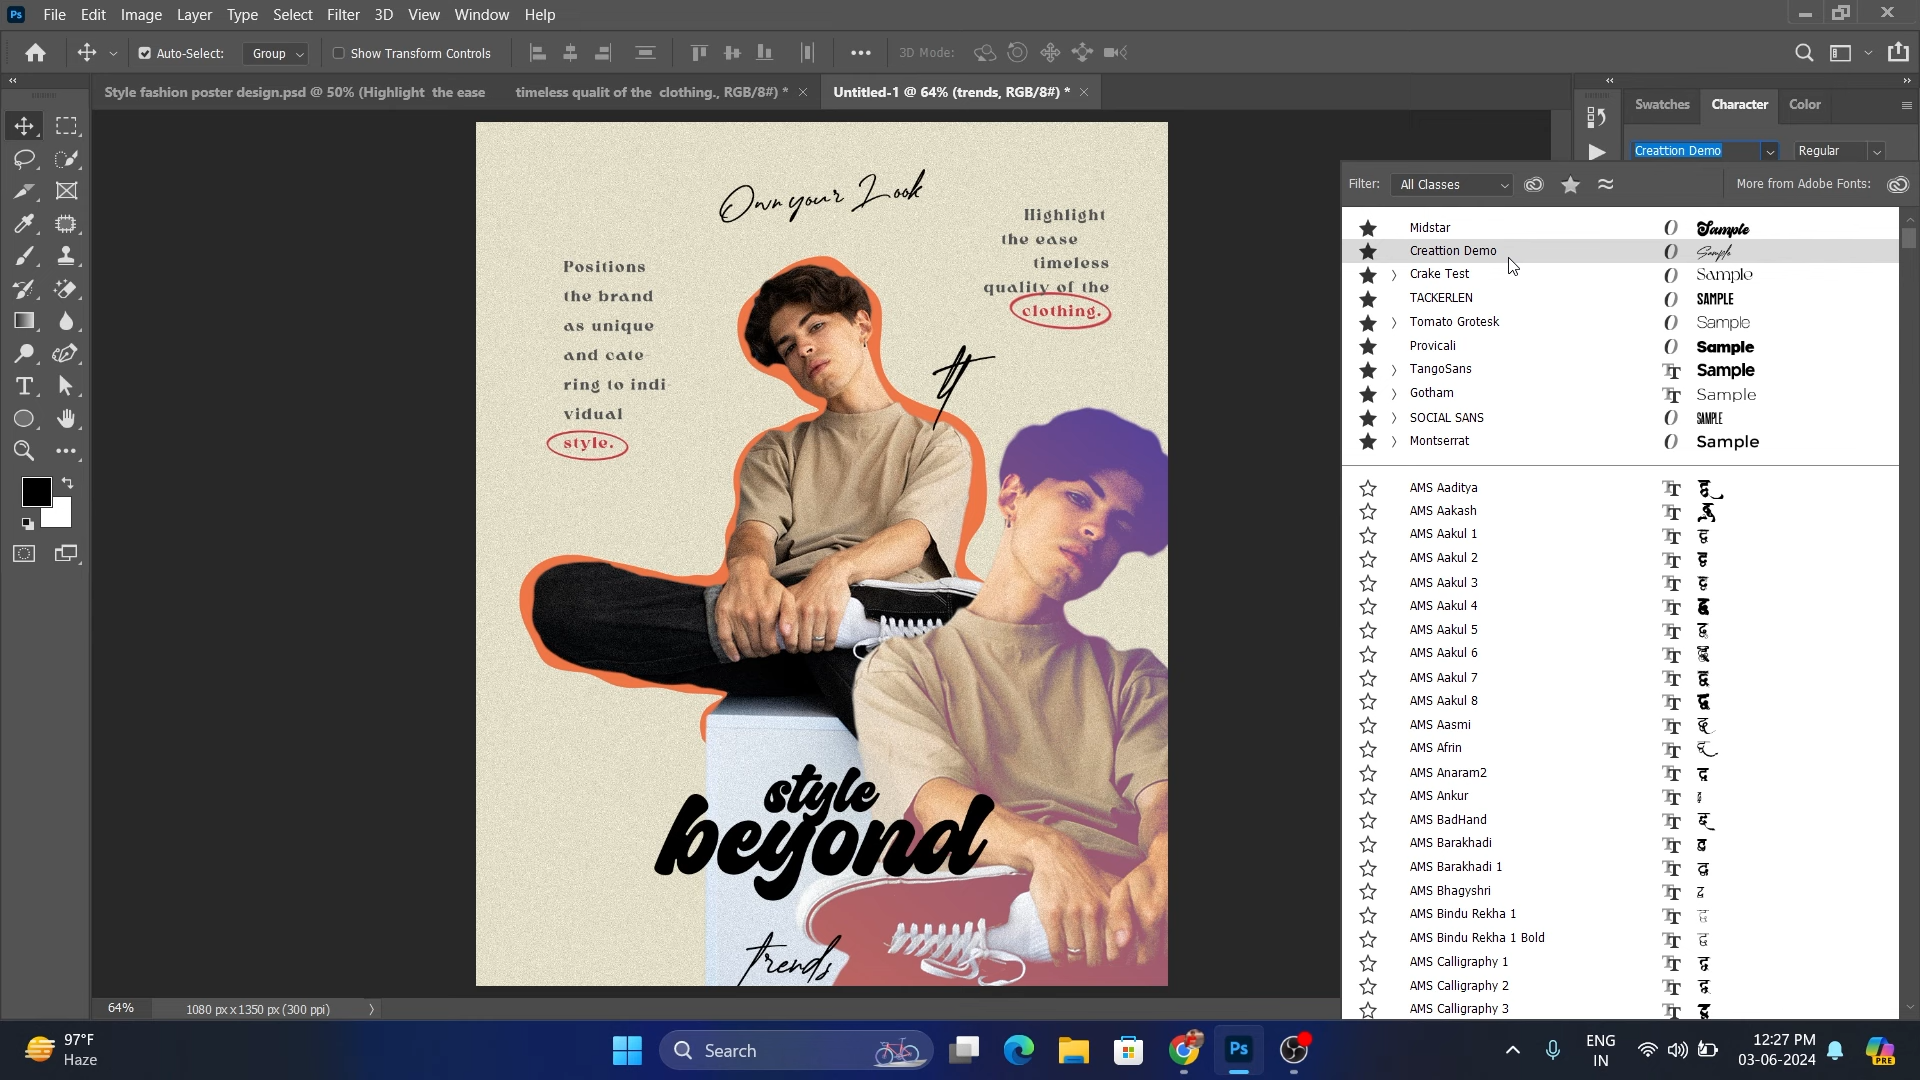 Ps File Edit Image Layer Type Select Filter 3D View Window Help
Auto-Select: Group Show Transform Controls 3D Mode:
Style fashion poster design.psd @ 50% (Highlight the ease timeless qualit of the clothing., RGB/8#) *
Untitled-1 @ 64% (trends, RGB/8#) *
Swatches Character Color
Creattion Demo Regular
Filter: All Classes More from Adobe Fonts:
Midstar Sample
Creattion Demo Sample
Crake Test Sample
TACKERLEN SAMPLE
Tomato Grotesk Sample
Provicali Sample
TangoSans Sample
Gotham Sample
SOCIAL SANS SAMPLE
Montserrat Sample
AMS Aaditya
AMS Aakash
AMS Aakul 1
AMS Aakul 2
AMS Aakul 3
AMS Aakul 4
AMS Aakul 5
AMS Aakul 6
AMS Aakul 7
AMS Aakul 8
AMS Aasmi
AMS Afrin
AMS Anaram2
AMS Ankur
AMS BadHand
AMS Barakhadi
AMS Barakhadi 1
AMS Bhagyshri
AMS Bindu Rekha 1
AMS Bindu Rekha 1 Bold
AMS Calligraphy 1
AMS Calligraphy 2
AMS Calligraphy 3
Own your Look
Highlight
the ease
timeless
quality of the
clothing.
Positions
the brand
as unique
and cate-
ring to indi-
vidual
style.
tt
style
beyond
trends
64% 1080 px x 1350 px (300 ppi)
97°F
Haze
Search
Ps
ENG
IN
12:27 PM
03-06-2024
PRE